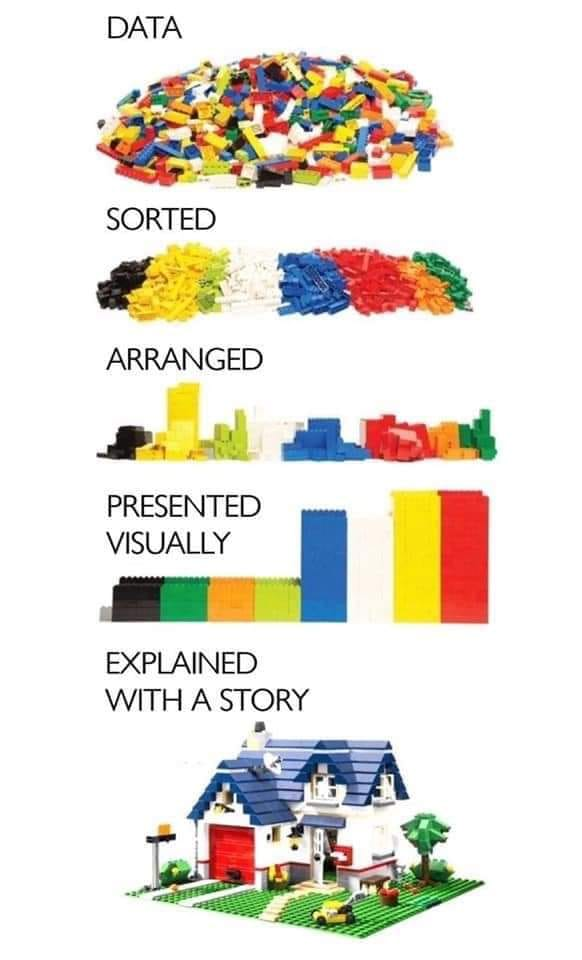 DATA
SORTED
ARRANGED
PRESENTED
VISUALLY
EXPLAINED
WITH A STORY